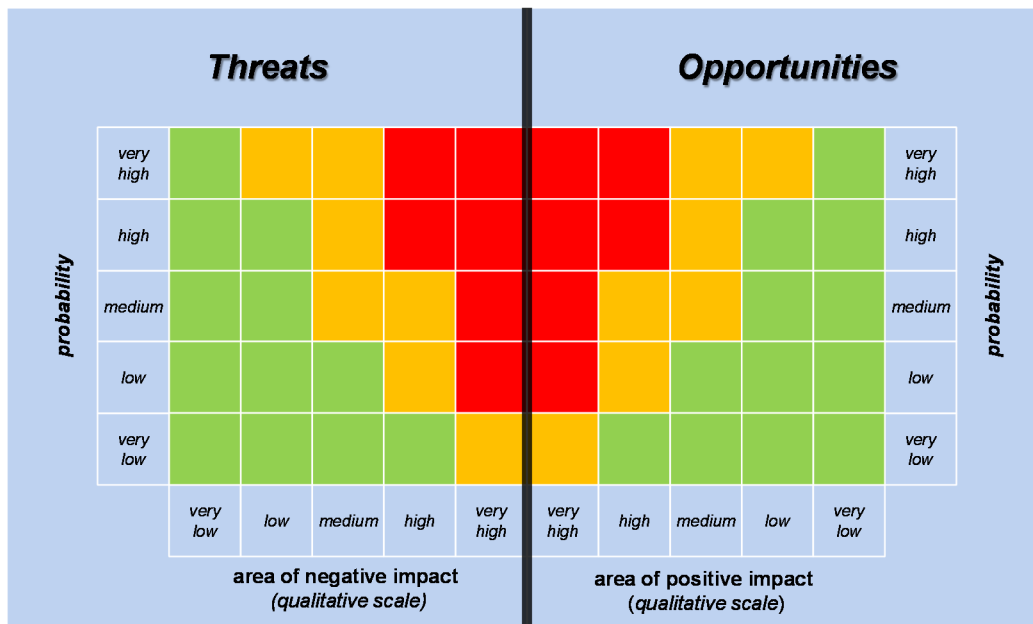 Threats
Opportunities
very
high
very
high
high
high
medium
medium
low
low
very
low
very
low
probability
probability
very
low
low
medium
high
very
high
very
high
high
medium
low
very
low
area of negative impact
(qualitative scale)
area of positive impact
(qualitative scale)